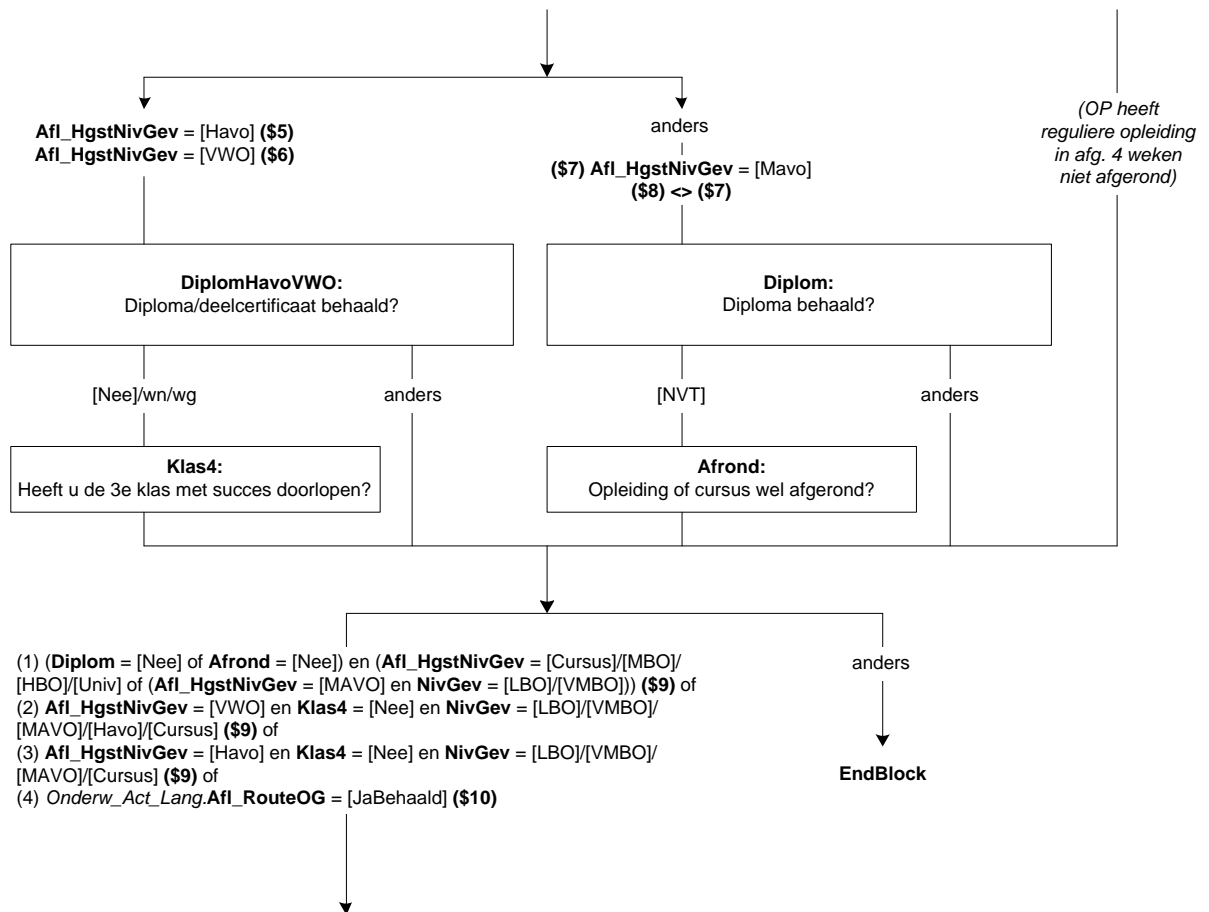 Afl_HgstNivGev = [Havo] ($5)
Afl_HgstNivGev = [VWO] ($6)
anders
($7) Afl_HgstNivGev = [Mavo]
($8) <> ($7)
(OP heeft
reguliere opleiding
in afg. 4 weken
niet afgerond)
DiplomHavoVWO:
Diploma/deelcertificaat behaald?
Diplom:
Diploma behaald?
[Nee]/wn/wg
anders
[NVT]
anders
Klas4:
Heeft u de 3e klas met succes doorlopen?
Afrond:
Opleiding of cursus wel afgerond?
(1) (Diplom = [Nee] of Afrond = [Nee]) en (Afl_HgstNivGev = [Cursus]/[MBO]/
[HBO]/[Univ] of (Afl_HgstNivGev = [MAVO] en NivGev = [LBO]/[VMBO])) ($9) of
(2) Afl_HgstNivGev = [VWO] en Klas4 = [Nee] en NivGev = [LBO]/[VMBO]/
[MAVO]/[Havo]/[Cursus] ($9) of
(3) Afl_HgstNivGev = [Havo] en Klas4 = [Nee] en NivGev = [LBO]/[VMBO]/
[MAVO]/[Cursus] ($9) of
(4) Onderw_Act_Lang.Afl_RouteOG = [JaBehaald] ($10)
anders
EndBlock